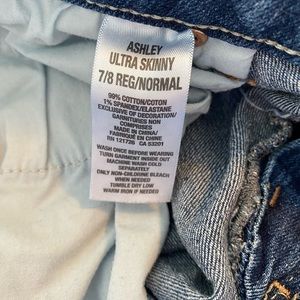 ASHLEY
ULTRA SKINNY
7/8 REG/NORMAL
99% COTTON/COTON
1% SPANDEX/ELASTANE
EXCLUSIVE OF DECORATION/
GARNITURES NON
COMPRISES
MADE IN CHINA/
FABRIQUÉ EN CHINE
RN 121726 CA 53201
WASH ONCE BEFORE WEARING
TURN GARMENT INSIDE OUT
MACHINE WASH COLD
SEPARATELY
ONLY NON-CHLORINE BLEACH
WHEN NEEDED
TUMBLE DRY LOW
WARM IRON IF NEEDED